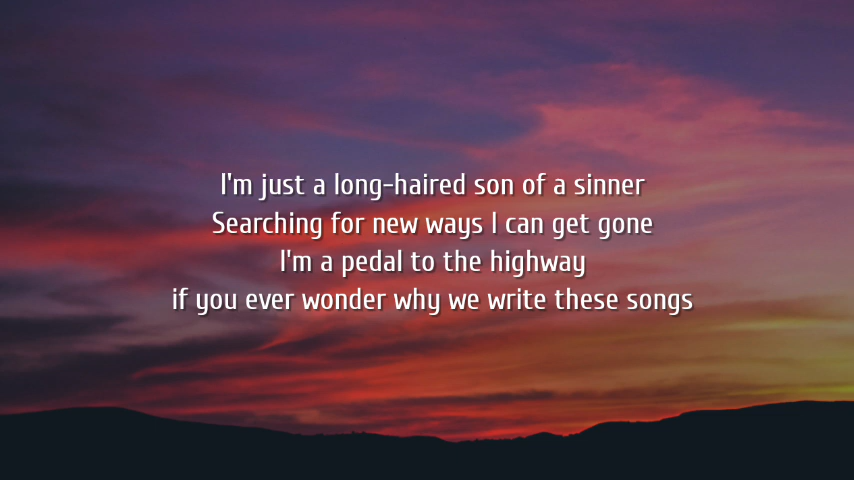 I'm just a long-haired son of a sinner
Searching for new ways I can get gone
I'm a pedal to the highway
if you ever wonder why we write these songs